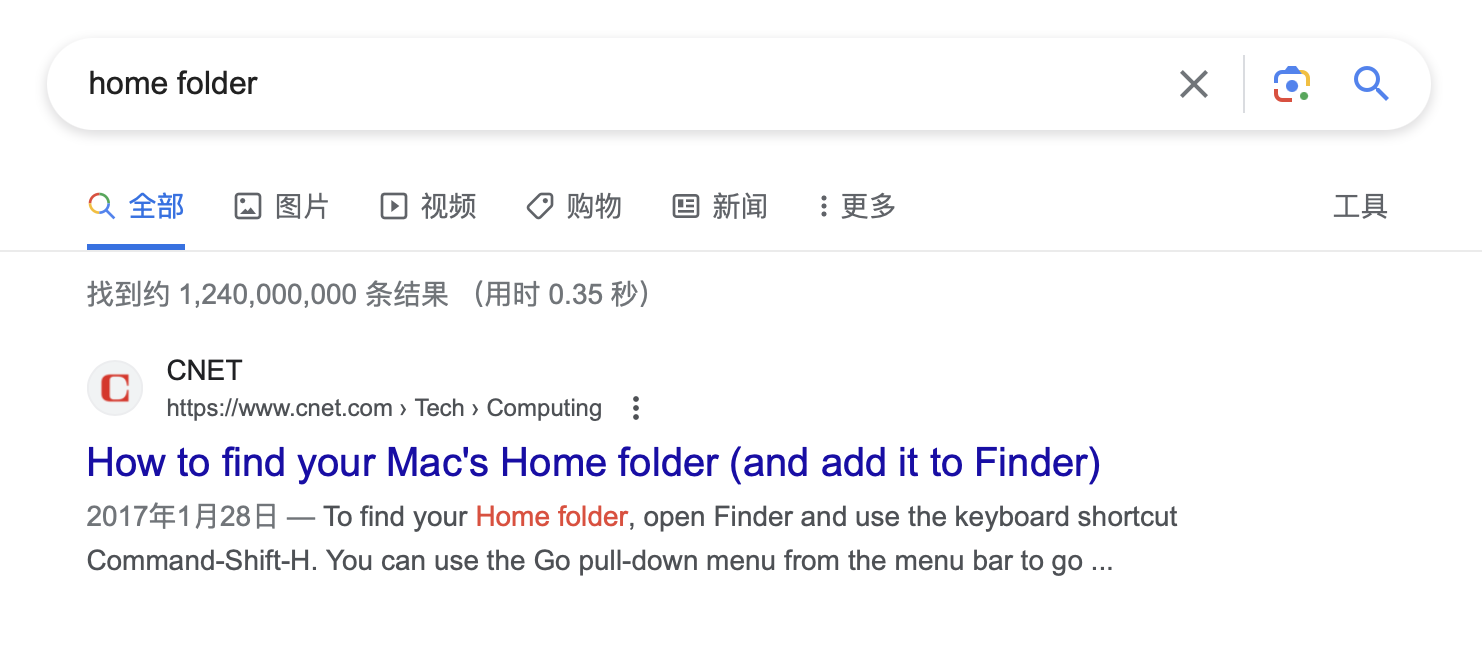 home folder
全部 图片 视频 购物 新闻 更多 工具
找到约 1,240,000,000 条结果 （用时 0.35 秒）
CNET
https://www.cnet.com › Tech › Computing
How to find your Mac's Home folder (and add it to Finder)
2017年1月28日 — To find your Home folder, open Finder and use the keyboard shortcut
Command-Shift-H. You can use the Go pull-down menu from the menu bar to go ...